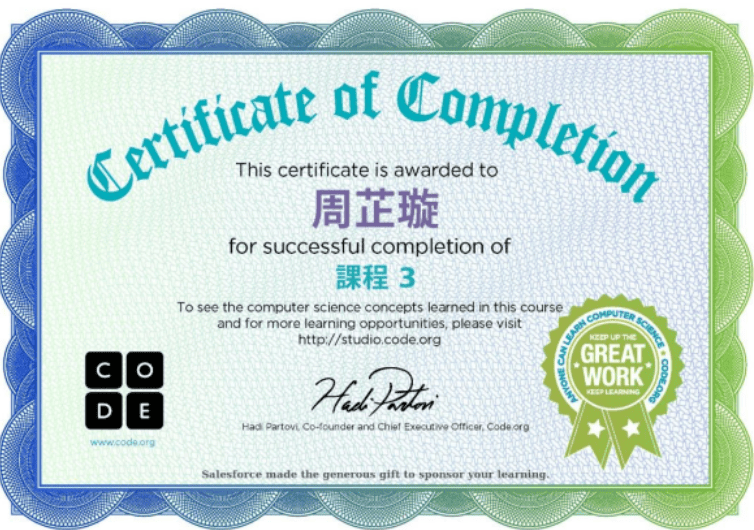 Certificate of Completion
This certificate is awarded to
周芷璇
for successful completion of
課程 3
To see the computer science concepts learned in this course
and for more learning opportunities, please visit
http://studio.code.org
ANYONE CAN LEARN COMPUTER SCIENCE • CODE.ORG
KEEP UP THE
GREAT
WORK
KEEP LEARNING
C O
D E
www.code.org
Hadi Partovi
Hadi Partovi, Co-founder and Chief Executive Officer, Code.org
Salesforce made the generous gift to sponsor your learning.